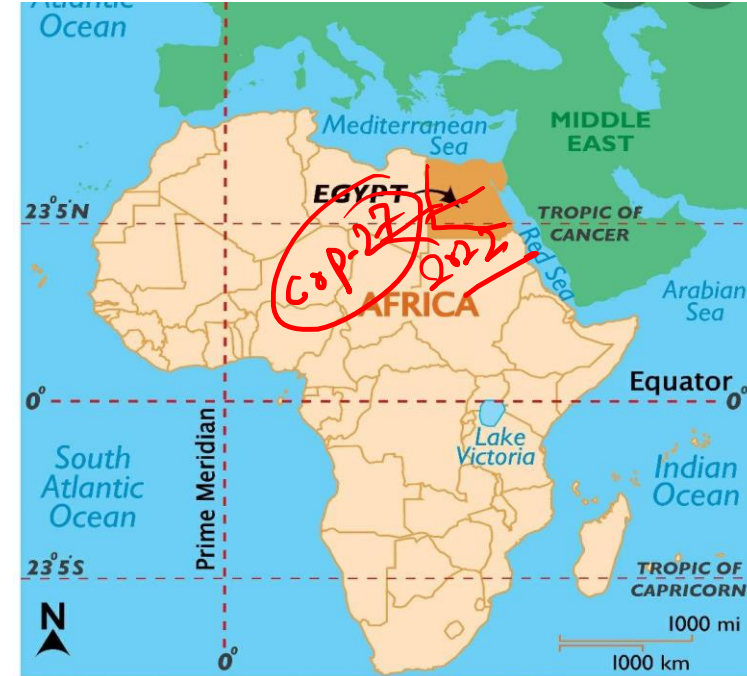 Atlantic
Ocean
Mediterranean
Sea
MIDDLE
EAST
EGYPT
23°5N
TROPIC OF
CANCER
COP-27
2022
Red Sea
AFRICA
Arabian
Sea
Equator
0°
0°
Prime Meridian
Lake
Victoria
South
Atlantic
Ocean
Indian
Ocean
23°5S
TROPIC OF
CAPRICORN
N
1000 mi
1000 km
0°